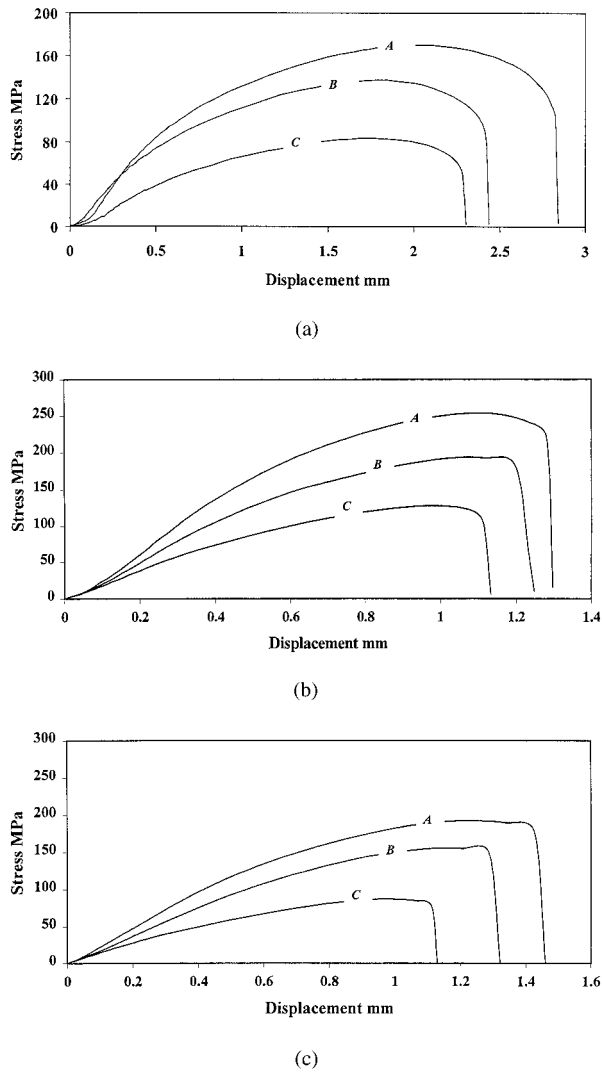 200
160
120
80
40
0
Stress MPa
A
B
C
0 0.5 1 1.5 2 2.5 3
Displacement mm
(a)
300
250
200
150
100
50
0
Stress MPa
A
B
C
0 0.2 0.4 0.6 0.8 1 1.2 1.4
Displacement mm
(b)
300
250
200
150
100
50
0
Stress MPa
A
B
C
0 0.2 0.4 0.6 0.8 1 1.2 1.4 1.6
Displacement mm
(c)